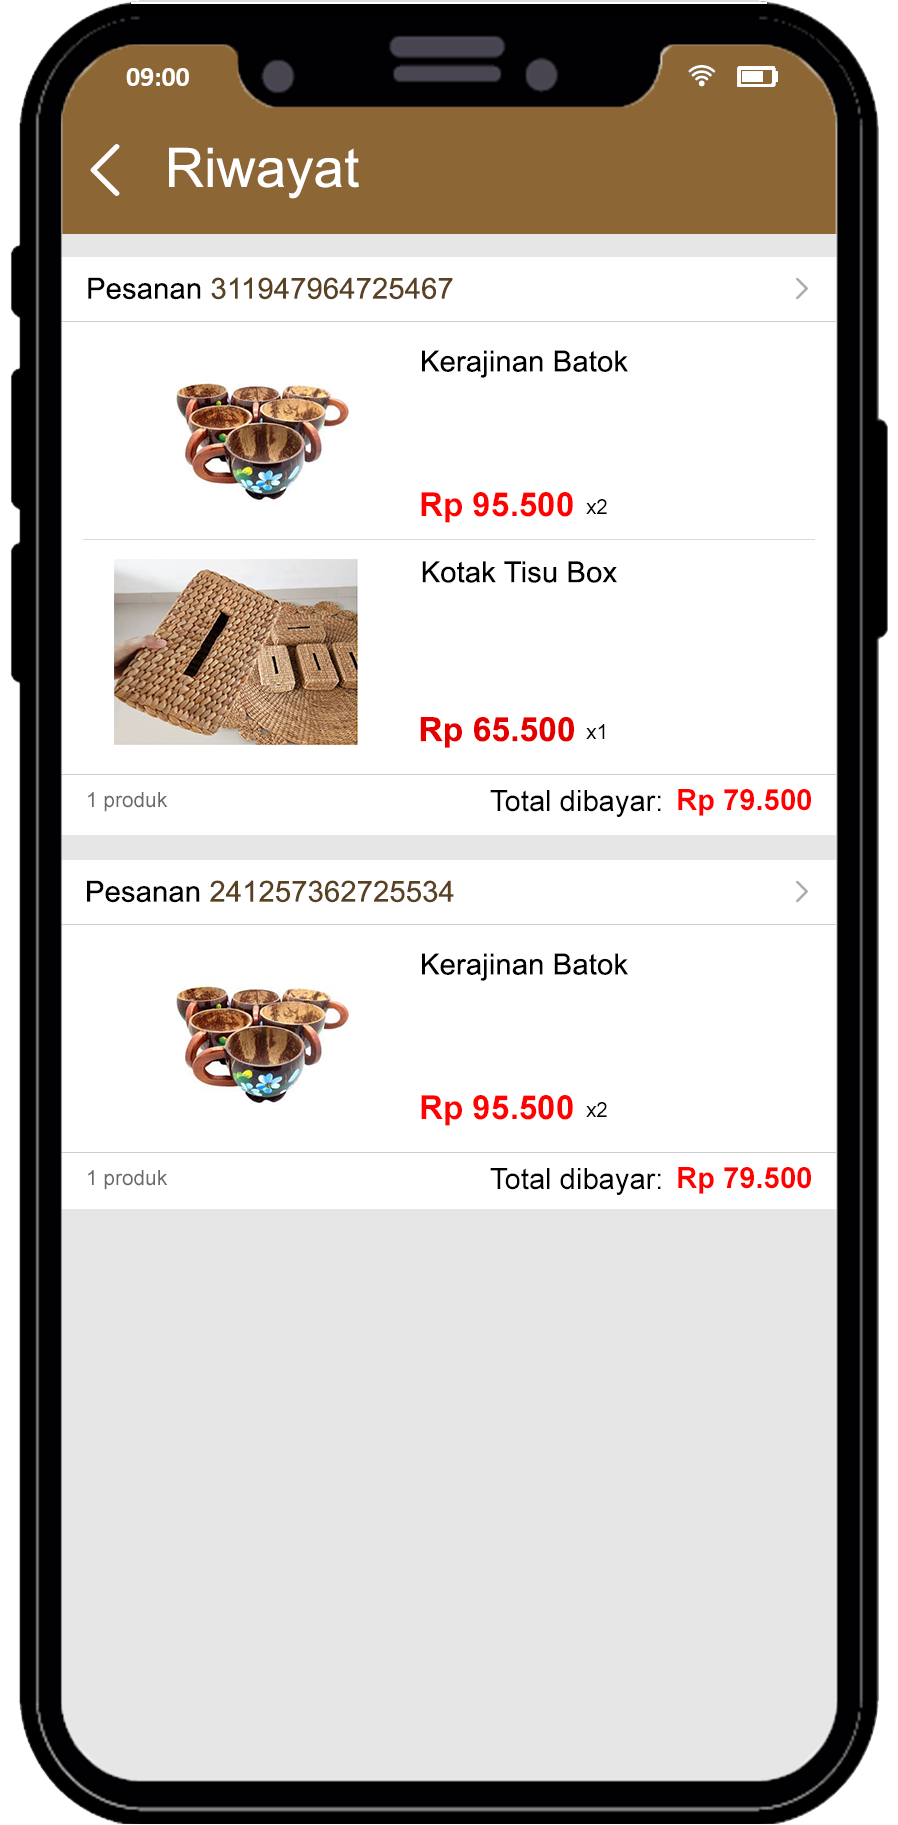 09:00
Riwayat
Pesanan 311947964725467
Kerajinan Batok
Rp 95.500 x2
Kotak Tisu Box
Rp 65.500 x1
1 produk Total dibayar: Rp 79.500
Pesanan 241257362725534
Kerajinan Batok
Rp 95.500 x2
1 produk Total dibayar: Rp 79.500